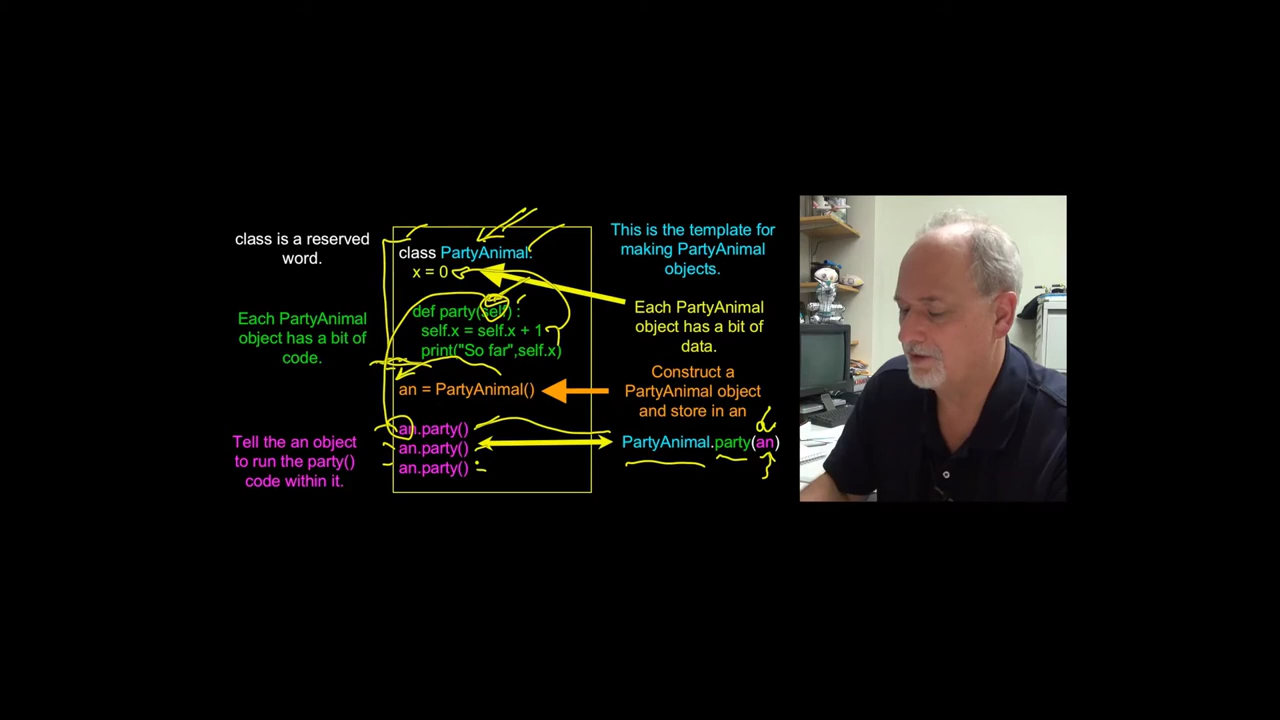 class is a reserved
word.
Each PartyAnimal
object has a bit of
code.
Tell the an object
to run the party()
code within it.
class PartyAnimal:
x = 0
def party(self) :
self.x = self.x + 1
print("So far",self.x)
an = PartyAnimal()
an.party()
an.party()
an.party()
This is the template for
making PartyAnimal
objects.
Each PartyAnimal
object has a bit of
data.
Construct a
PartyAnimal object
and store in an
PartyAnimal.party(an)